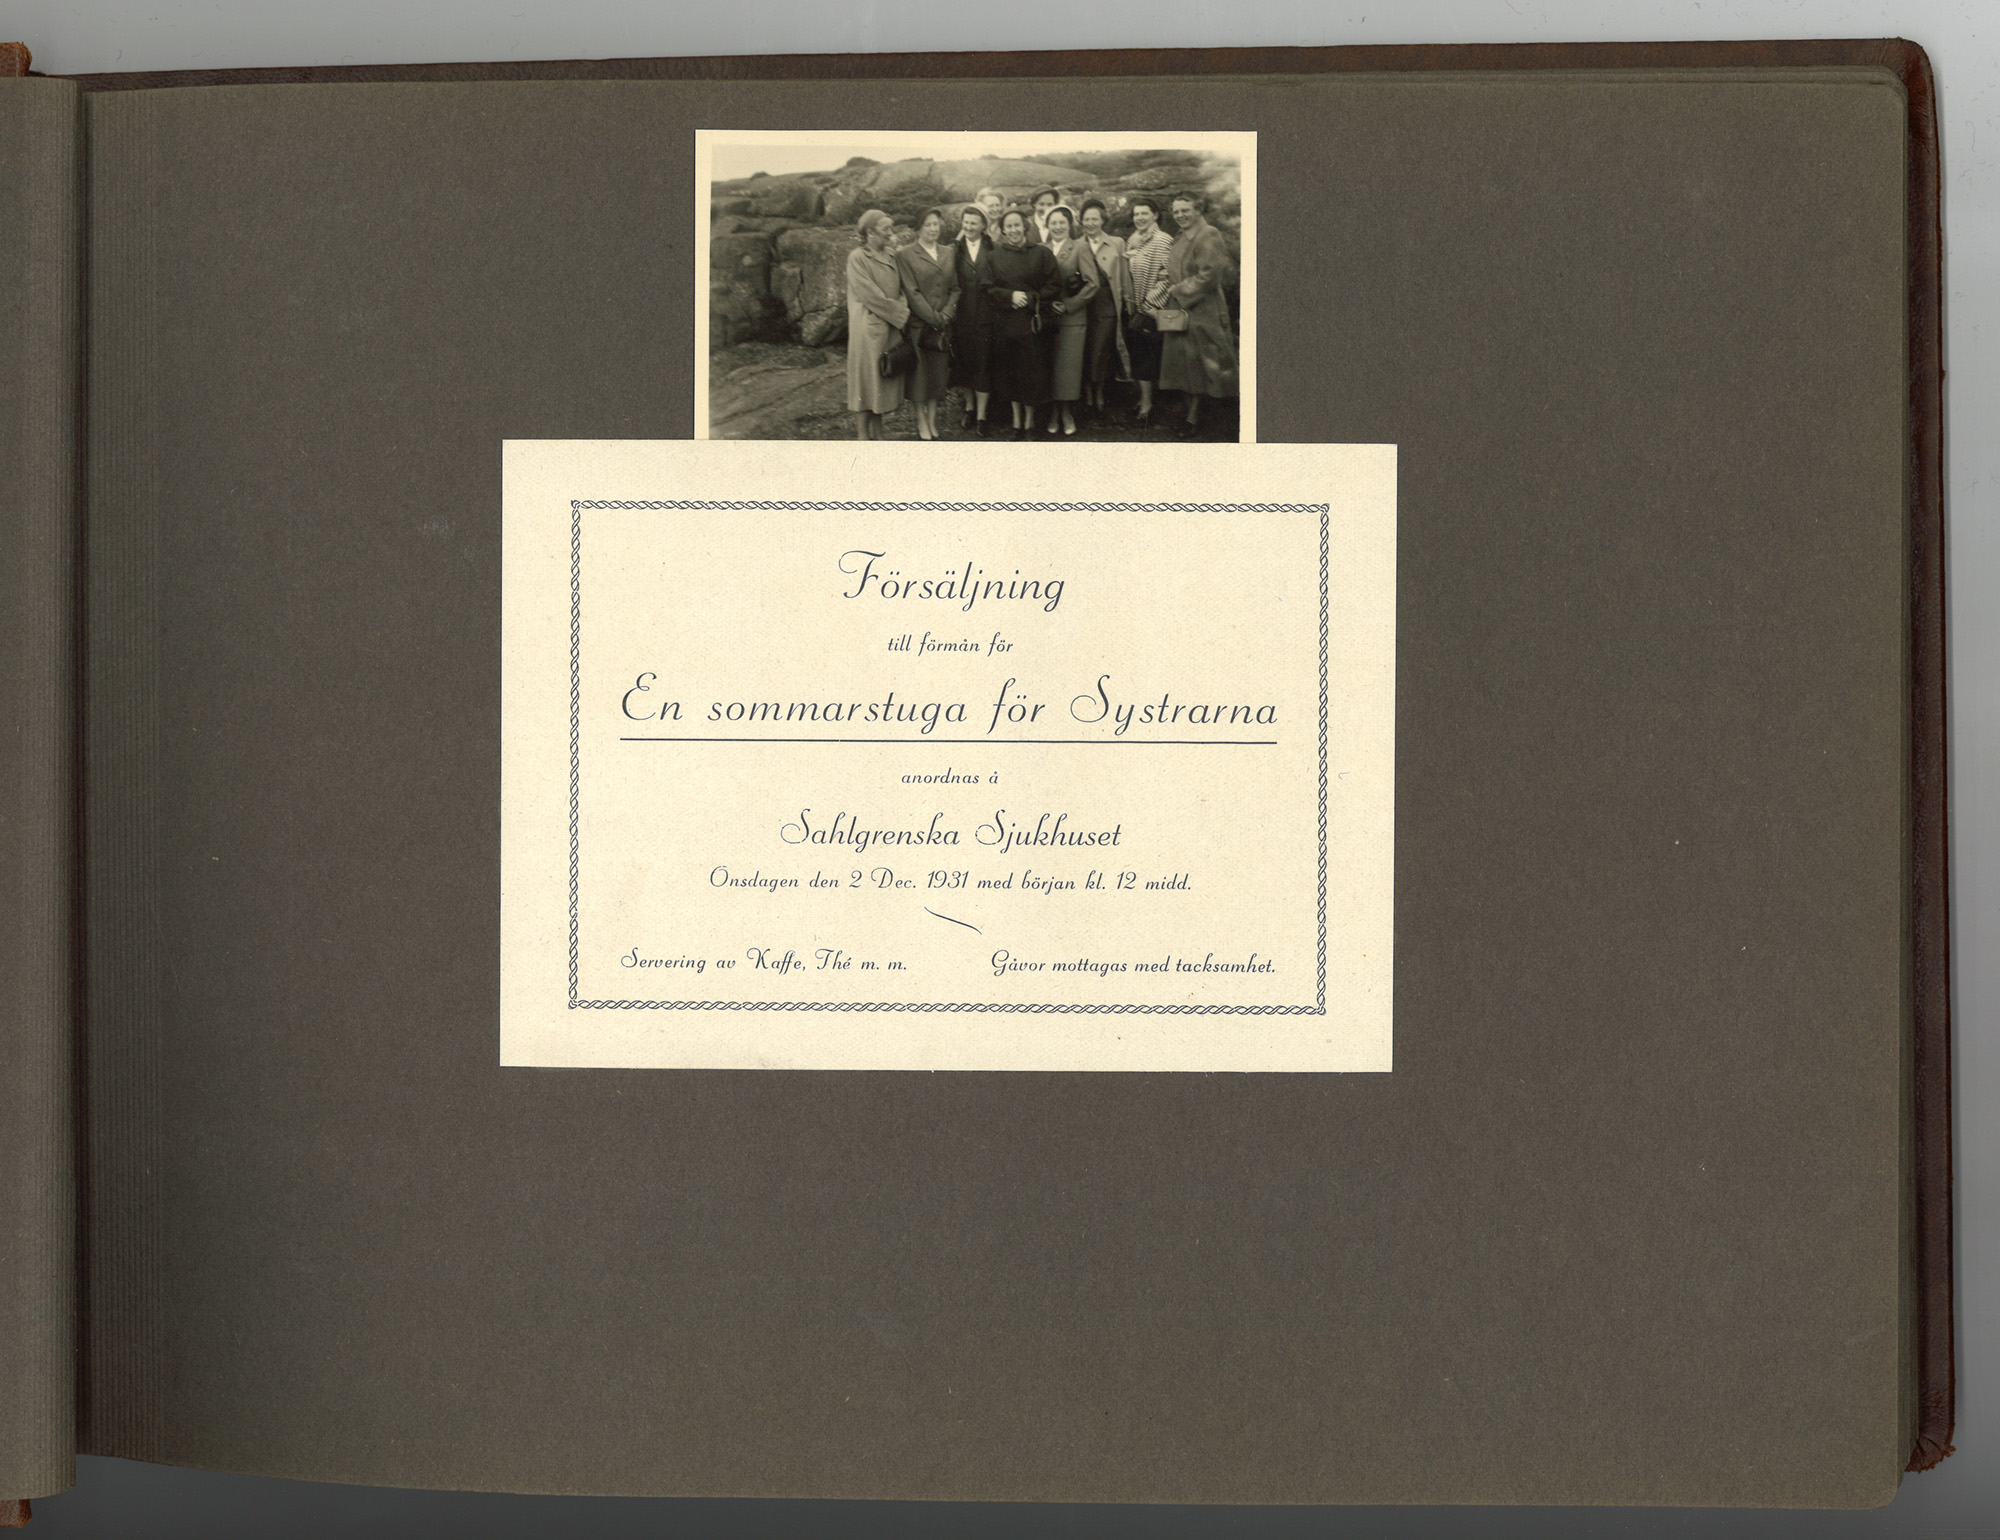 Försäljning
till förmån för
En sommarstuga för Systrarna
anordnas å
Sahlgrenska Sjukhuset
Onsdagen den 2 Dec. 1931 med början kl. 12 midd.
Servering av Kaffe, Thé m. m.
Gåvor mottagas med tacksamhet.